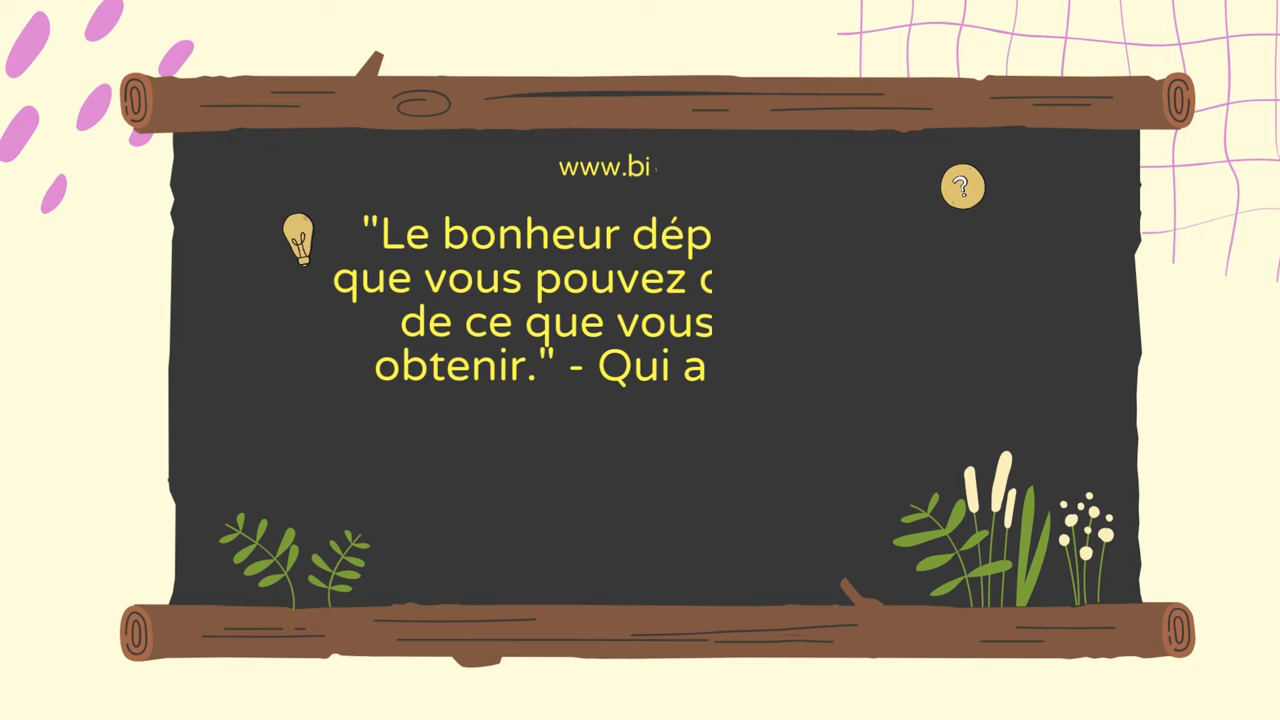 www.bi
"Le bonheur dép
que vous pouvez
de ce que vous
obtenir." - Qui a